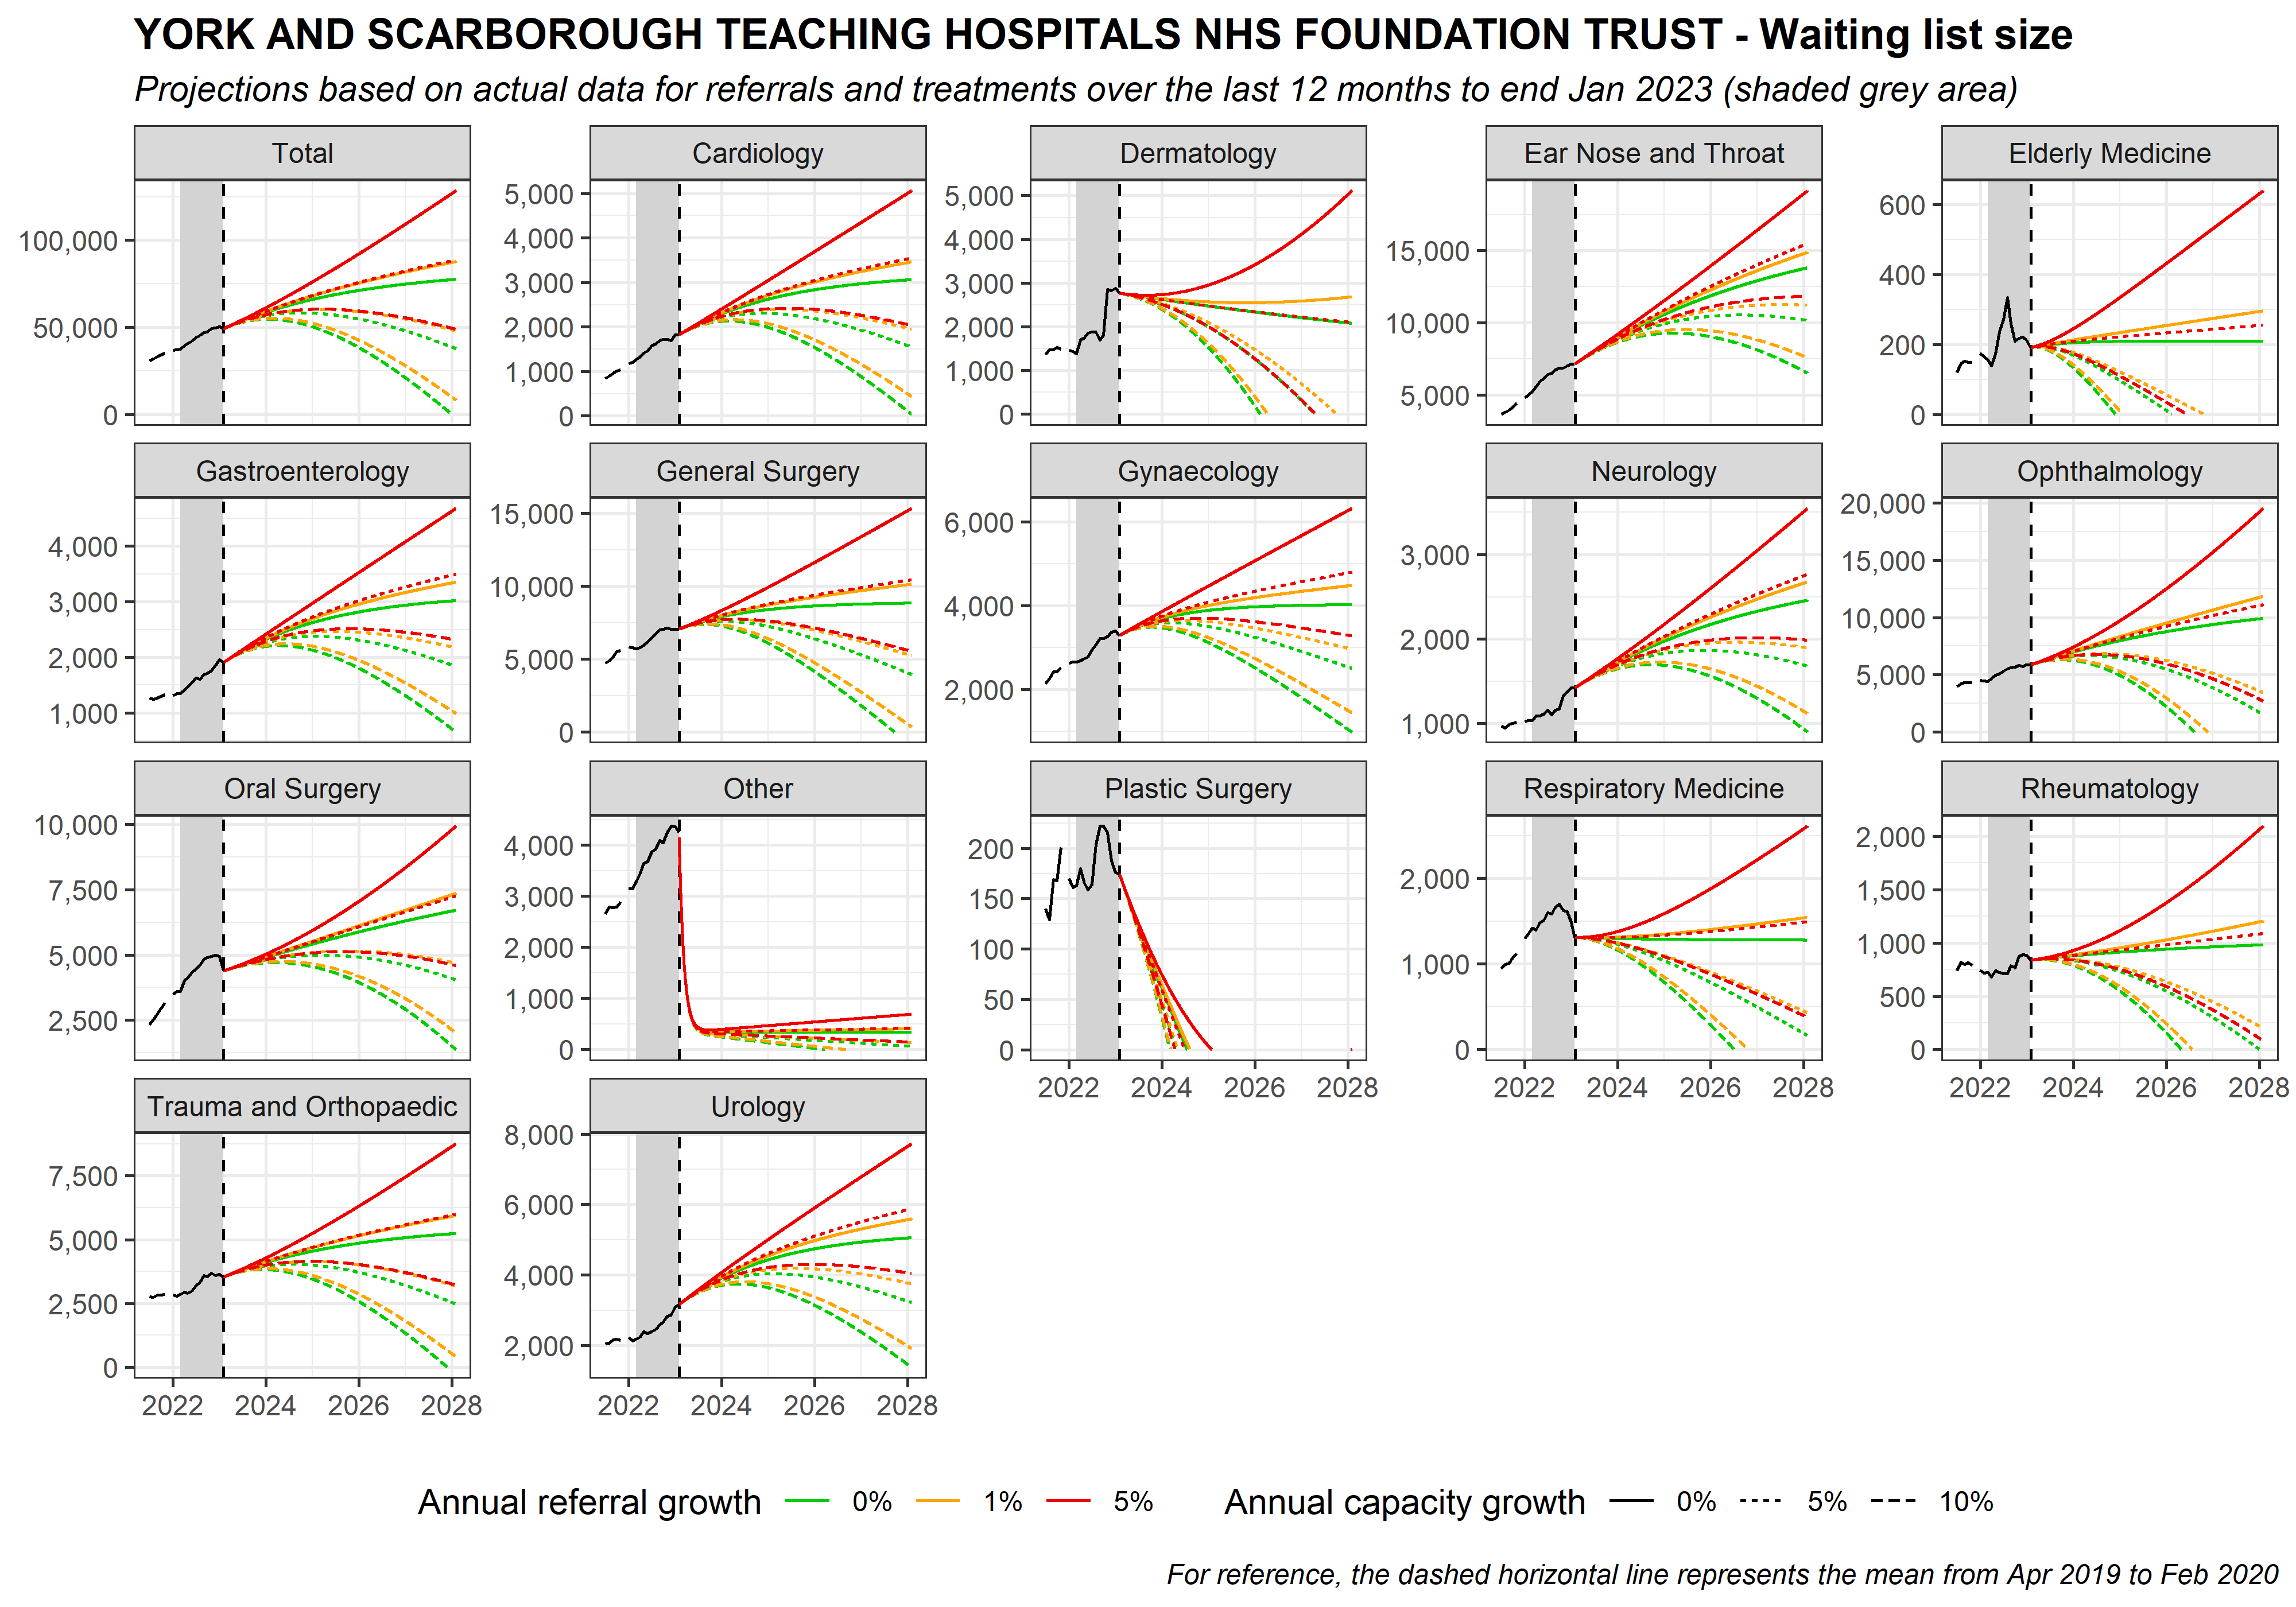 YORK AND SCARBOROUGH TEACHING HOSPITALS NHS FOUNDATION TRUST - Waiting list size
Projections based on actual data for referrals and treatments over the last 12 months to end Jan 2023 (shaded grey area)
Total
100,000
50,000
0
Cardiology
5,000
4,000
3,000
2,000
1,000
0
Dermatology
5,000
4,000
3,000
2,000
1,000
0
Ear Nose and Throat
15,000
10,000
5,000
Elderly Medicine
600
400
200
0
Gastroenterology
4,000
3,000
2,000
1,000
General Surgery
15,000
10,000
5,000
0
Gynaecology
6,000
4,000
2,000
Neurology
3,000
2,000
1,000
Ophthalmology
20,000
15,000
10,000
5,000
0
Oral Surgery
10,000
7,500
5,000
2,500
Other
4,000
3,000
2,000
1,000
0
Plastic Surgery
200
150
100
50
0
2022 2024 2026 2028
Respiratory Medicine
2,000
1,000
0
2022 2024 2026 2028
Rheumatology
2,000
1,500
1,000
500
0
2022 2024 2026 2028
Trauma and Orthopaedic
7,500
5,000
2,500
0
2022 2024 2026 2028
Urology
8,000
6,000
4,000
2,000
2022 2024 2026 2028
Annual referral growth 0% 1% 5% Annual capacity growth 0% 5% 10%
For reference, the dashed horizontal line represents the mean from Apr 2019 to Feb 2020